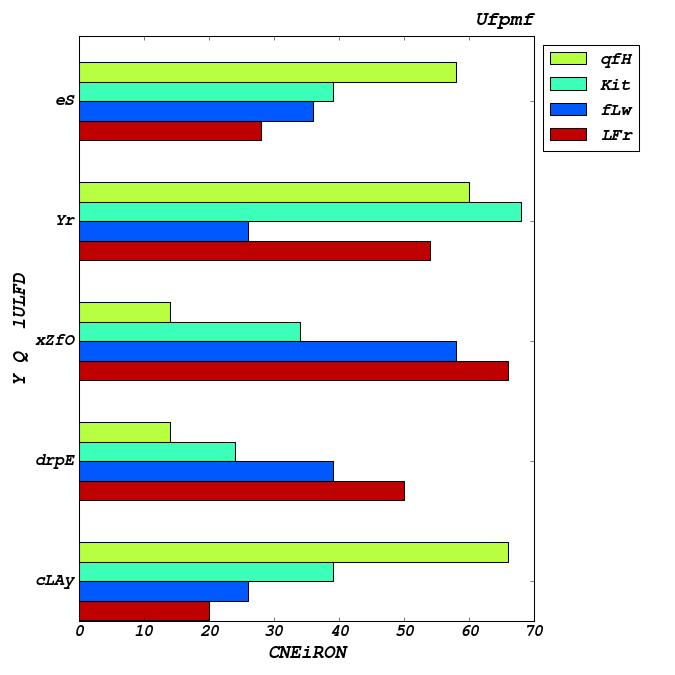 Ufpmf
qfH
Kit
fLw
LFr
eS
Yr
xZfO
drpE
cLAy
Y Q lULFD
0 10 20 30 40 50 60 70
CNEiRON